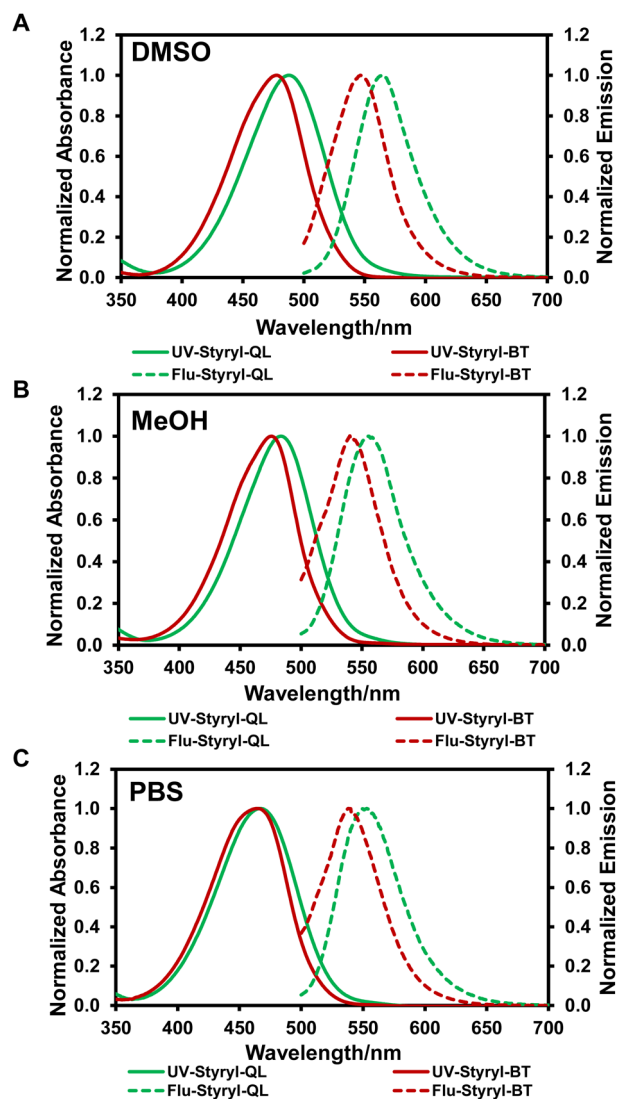 A
DMSO
Normalized Absorbance
Normalized Emission
1.2 1.2
1.0 1.0
0.8 0.8
0.6 0.6
0.4 0.4
0.2 0.2
0.0 0.0
350 400 450 500 550 600 650 700
Wavelength/nm
UV-Styryl-QL UV-Styryl-BT
Flu-Styryl-QL Flu-Styryl-BT
B
MeOH
Normalized Absorbance
Normalized Emission
1.2 1.2
1.0 1.0
0.8 0.8
0.6 0.6
0.4 0.4
0.2 0.2
0.0 0.0
350 400 450 500 550 600 650 700
Wavelength/nm
UV-Styryl-QL UV-Styryl-BT
Flu-Styryl-QL Flu-Styryl-BT
C
PBS
Normalized Absorbance
Normalized Emission
1.2 1.2
1.0 1.0
0.8 0.8
0.6 0.6
0.4 0.4
0.2 0.2
0.0 0.0
350 400 450 500 550 600 650 700
Wavelength/nm
UV-Styryl-QL UV-Styryl-BT
Flu-Styryl-QL Flu-Styryl-BT